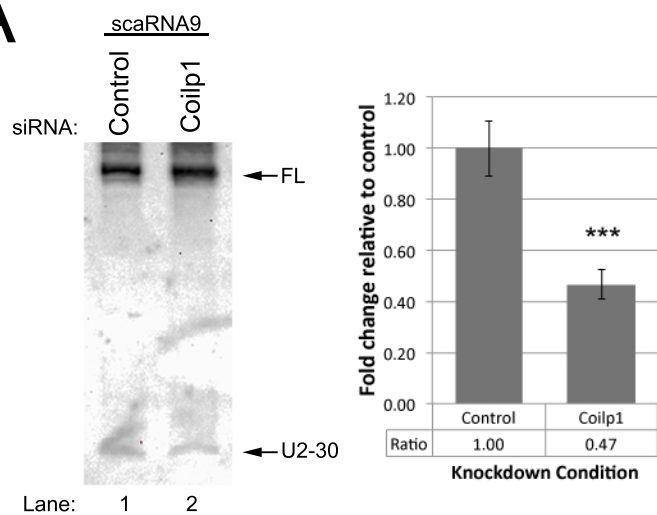 A
scaRNA9
siRNA: Control Coilp1
FL
U2-30
Lane: 1 2
Fold change relative to control
1.20
1.00
0.80
0.60
0.40
0.20
0.00
***
Control Coilp1
Ratio 1.00 0.47
Knockdown Condition